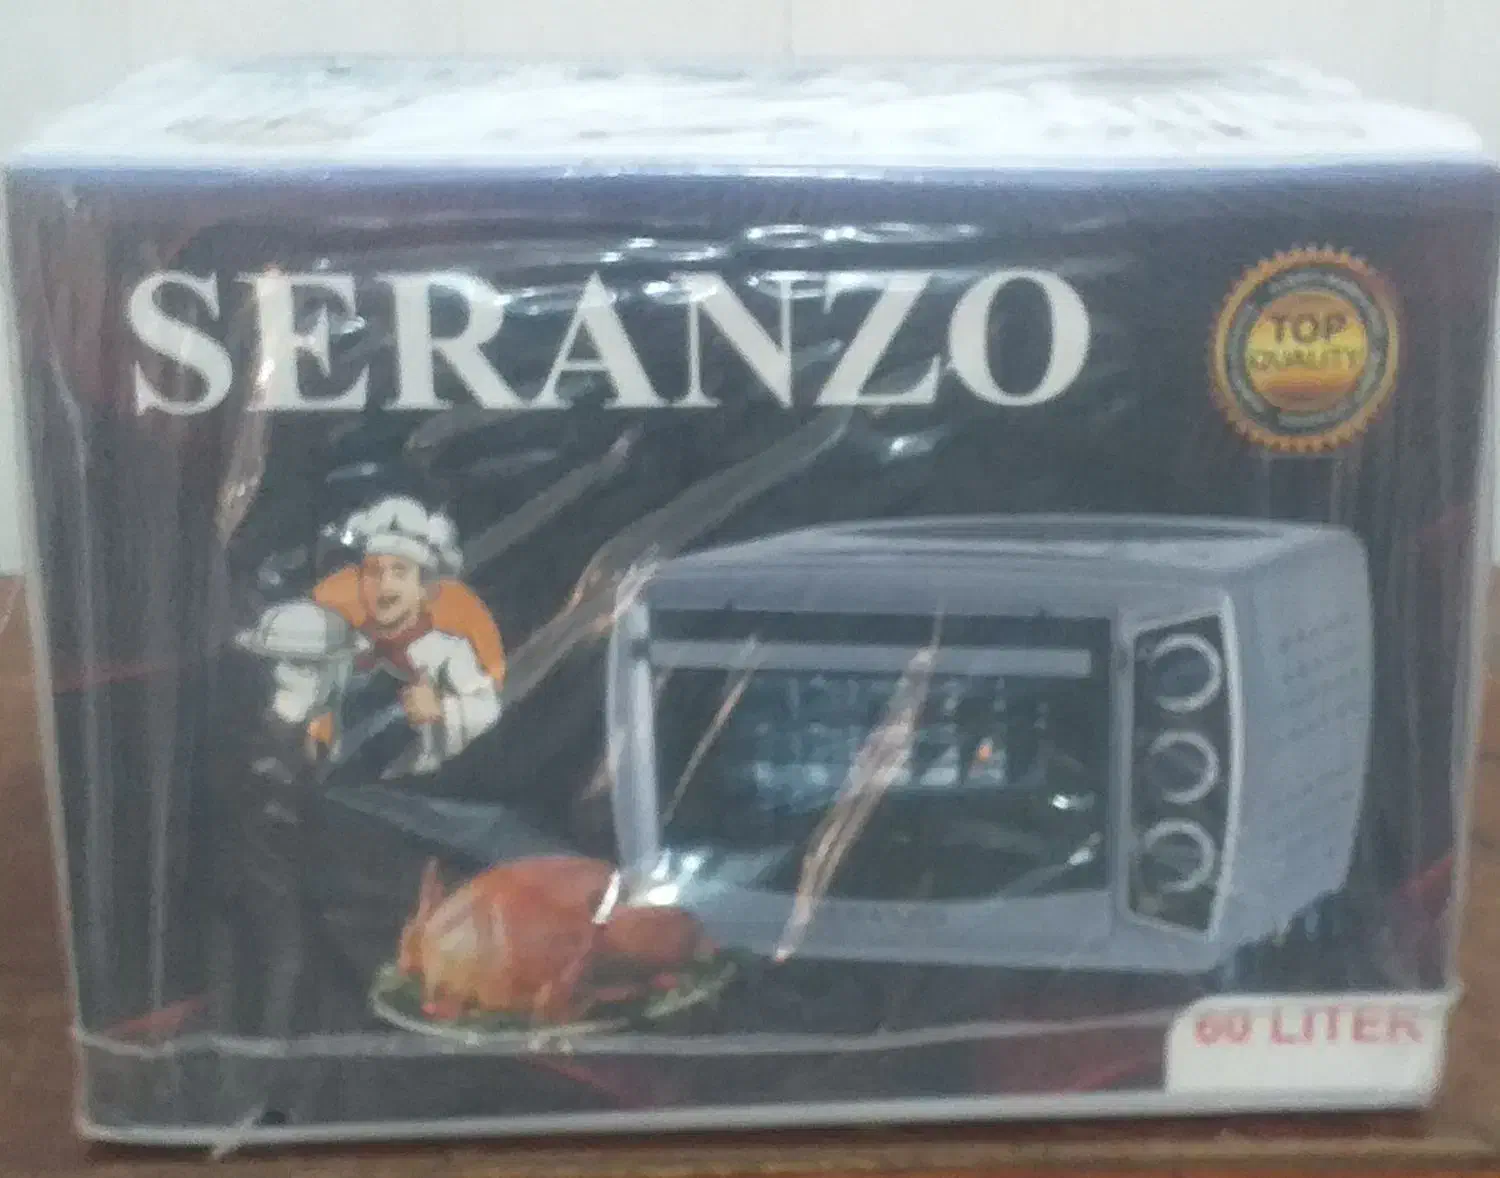 SERANZO
TOP
QUALITY
60 LITER